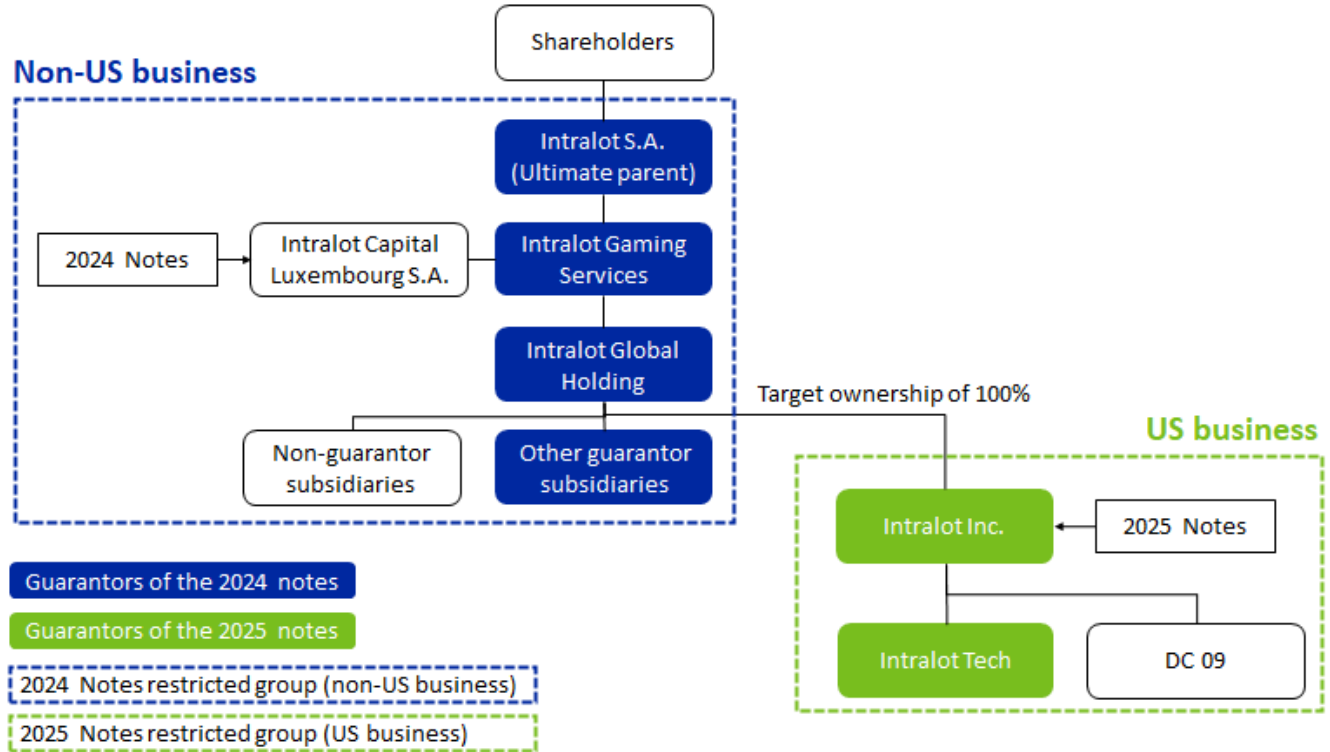 Shareholders
Non-US business
Intralot S.A.
(Ultimate parent)
2024 Notes
Intralot Capital
Luxembourg S.A.
Intralot Gaming
Services
Intralot Global
Holding
Target ownership of 100%
Non-guarantor
subsidiaries
Other guarantor
subsidiaries
US business
Intralot Inc.
2025 Notes
Intralot Tech
DC 09
Guarantors of the 2024 notes
Guarantors of the 2025 notes
2024 Notes restricted group (non-US business)
2025 Notes restricted group (US business)